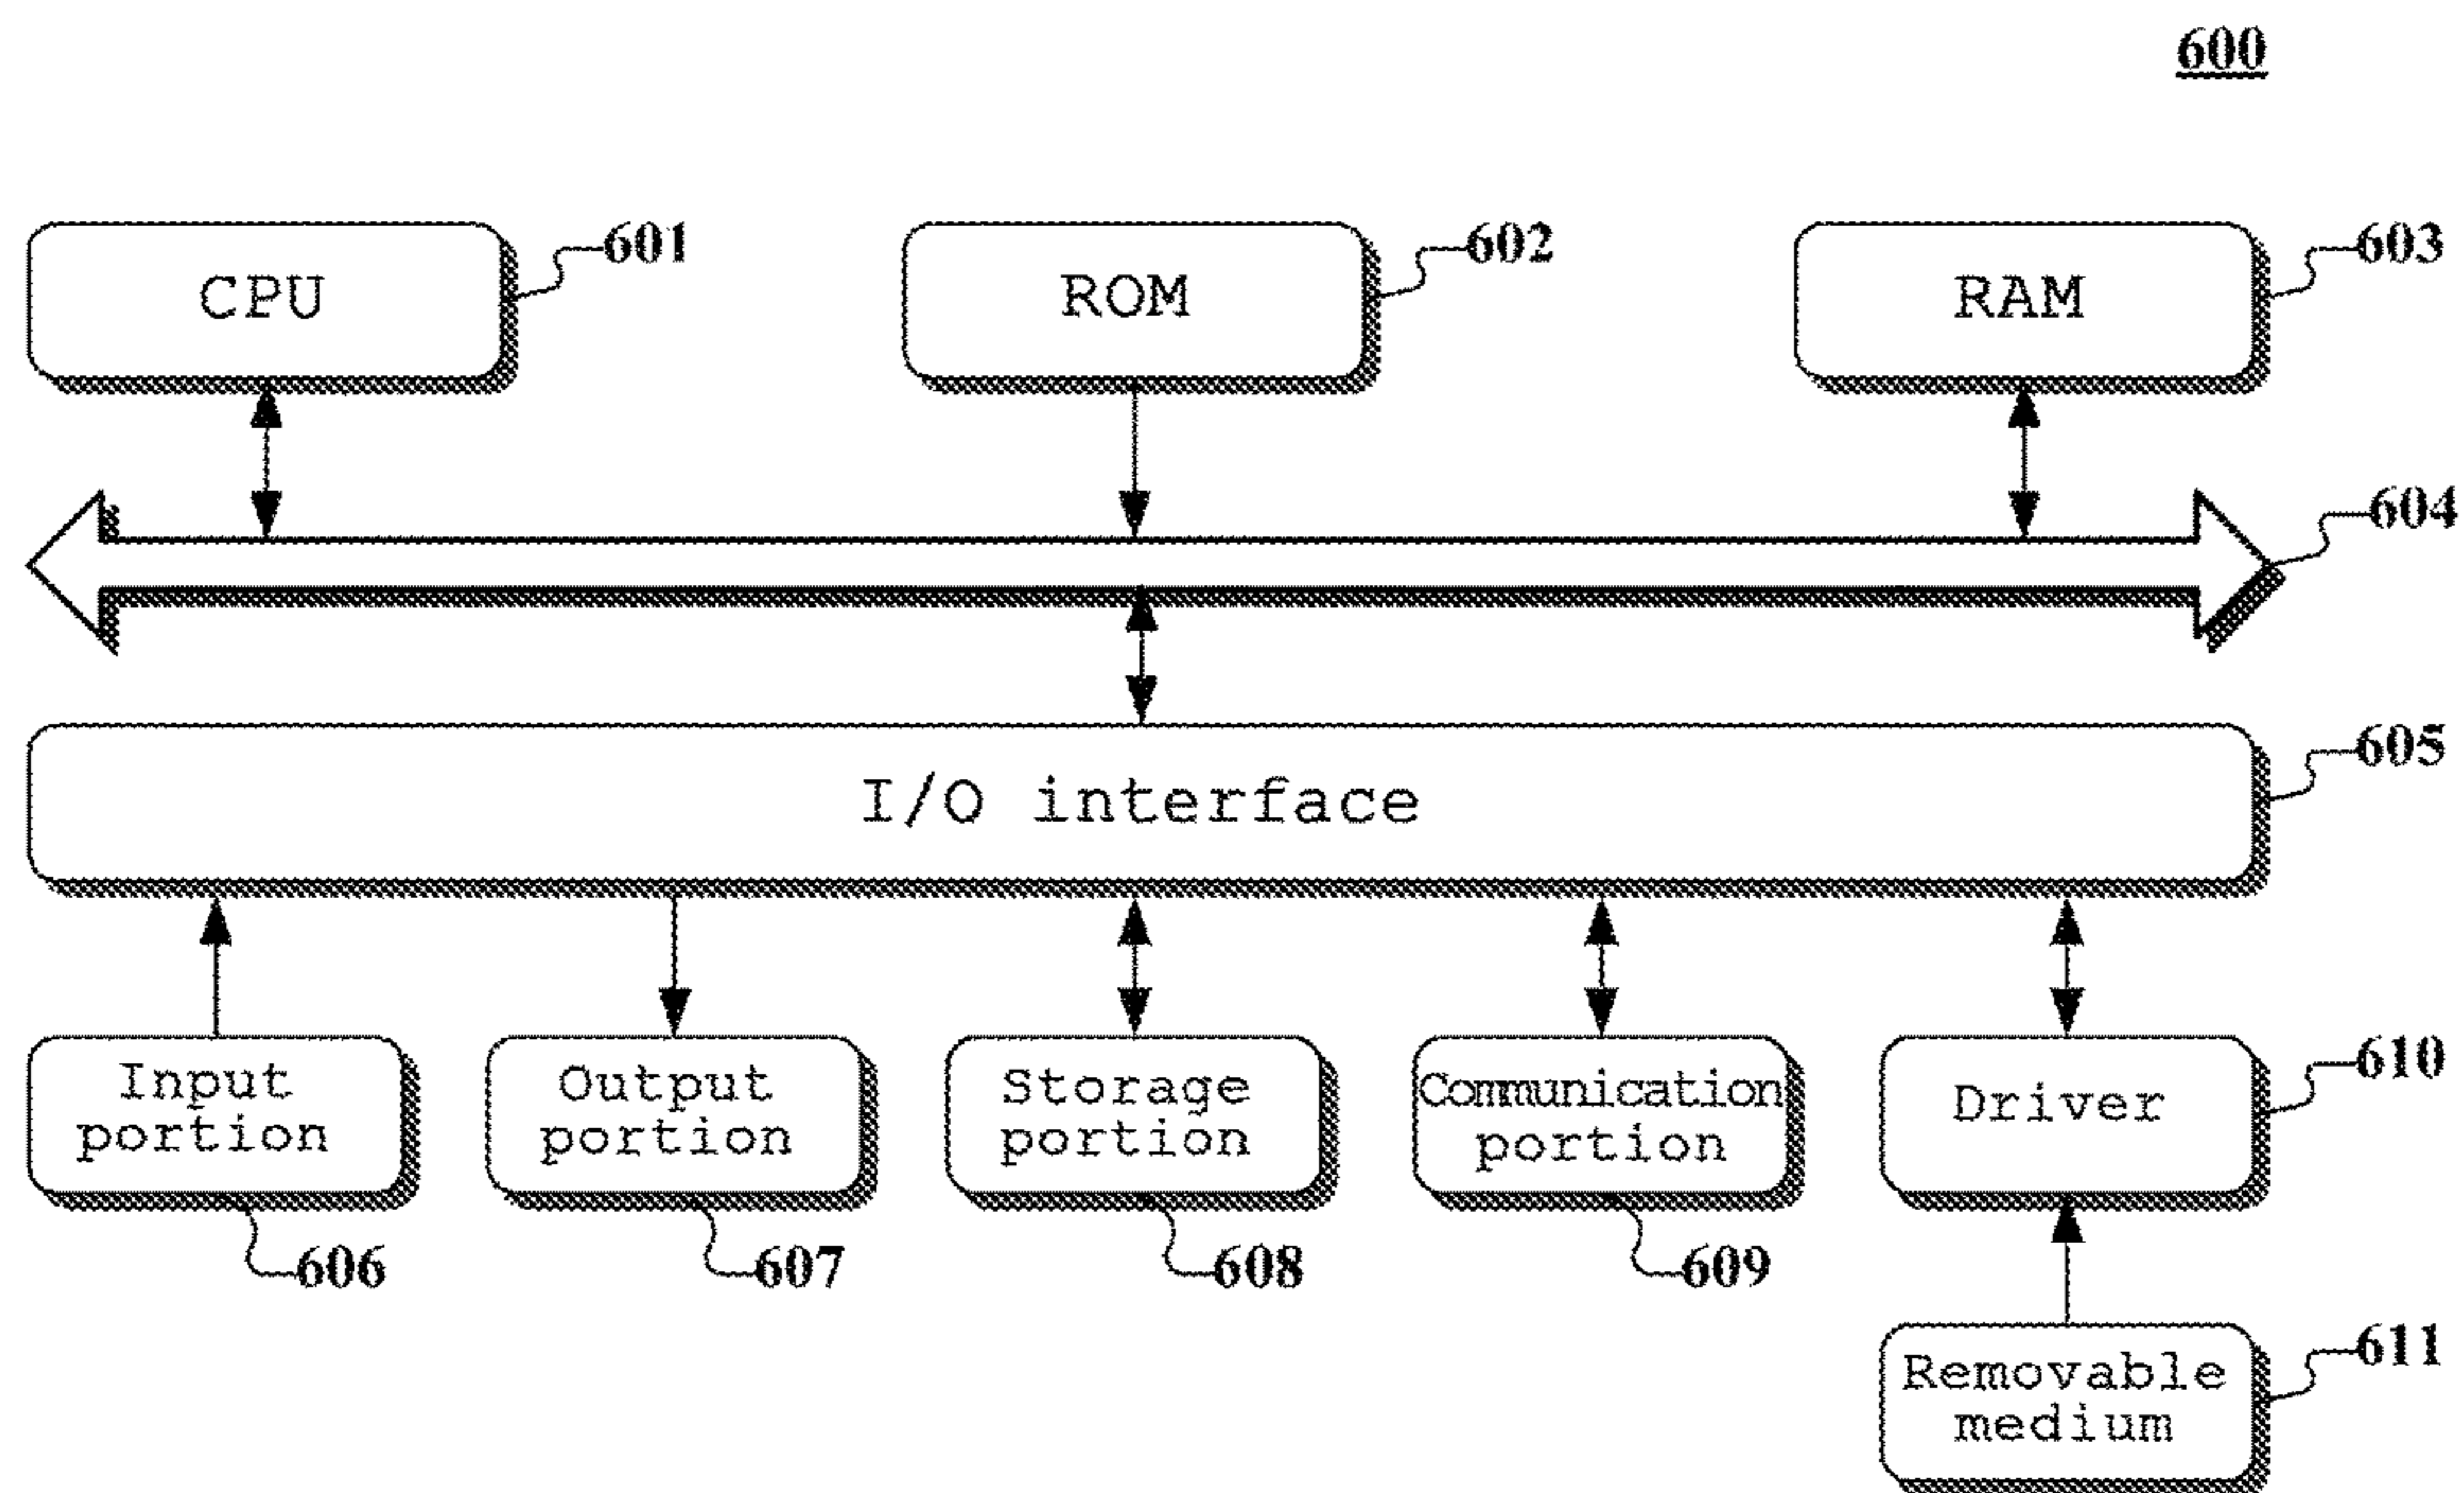 600
CPU
601
ROM
602
RAM
603
604
I/O interface
605
Input
portion
606
Output
portion
607
Storage
portion
608
Communication
portion
609
Driver
610
Removable
medium
611